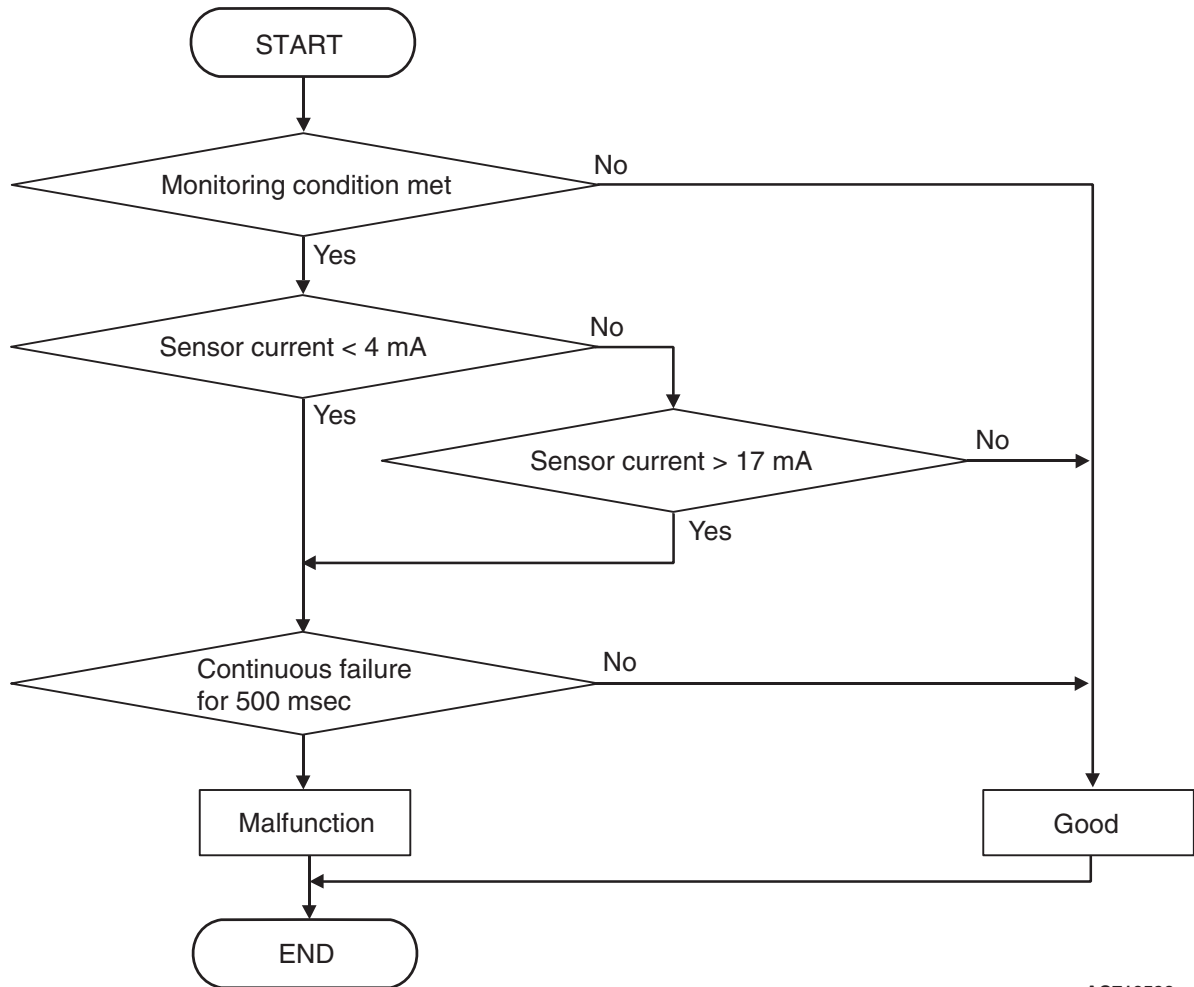 START
Monitoring condition met
No
Yes
Sensor current < 4 mA
No
Yes
Sensor current > 17 mA
No
Yes
Continuous failure
for 500 msec
No
Malfunction
Good
END